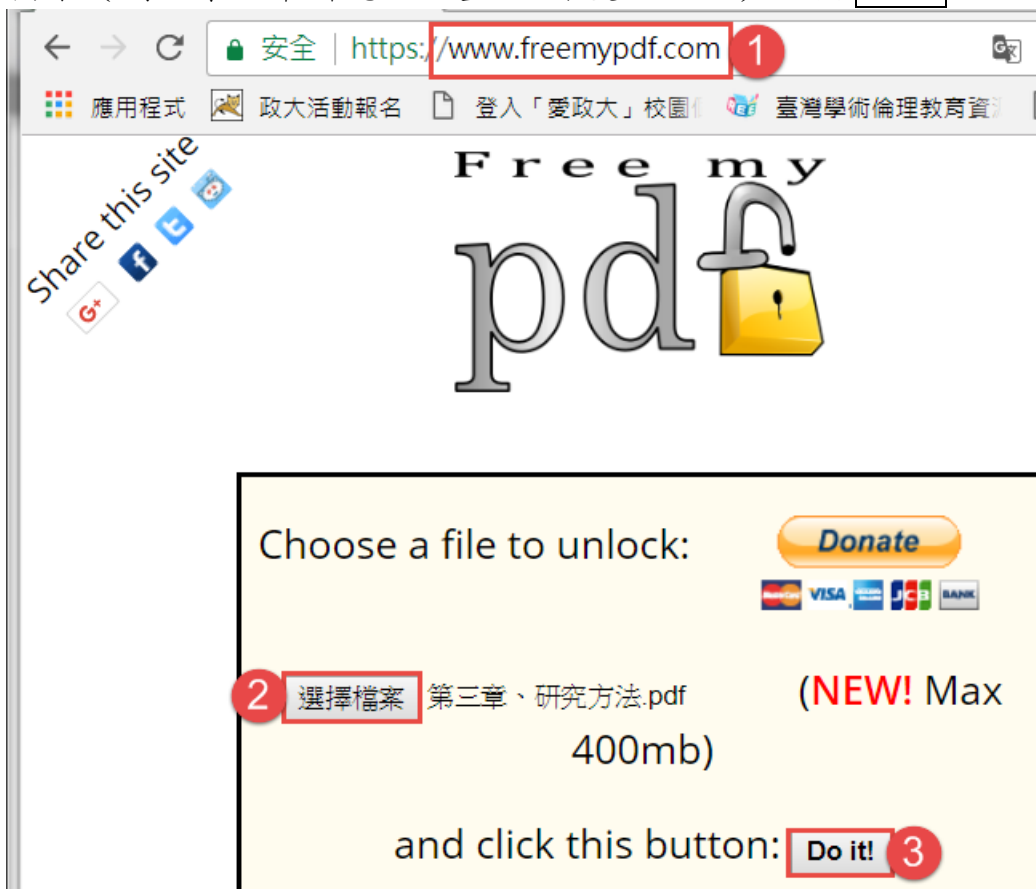 安全 | https://www.freemypdf.com 1
應用程式 政大活動報名 登入「愛政大」校園 臺灣學術倫理教育資
Share this site
Free my
pdf
Choose a file to unlock: Donate
MasterCard VISA JCB BANK
2 選擇檔案 第三章、研究方法.pdf (NEW! Max
400mb)
and click this button: Do it! 3